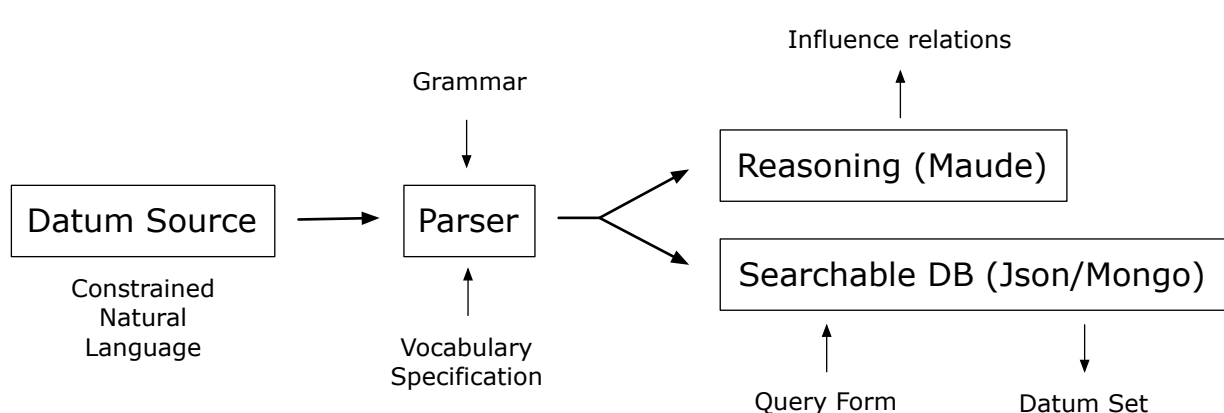 Influence relations
Grammar
Reasoning (Maude)
Datum Source
Parser
Searchable DB (Json/Mongo)
Constrained
Natural
Language
Vocabulary
Specification
Query Form
Datum Set